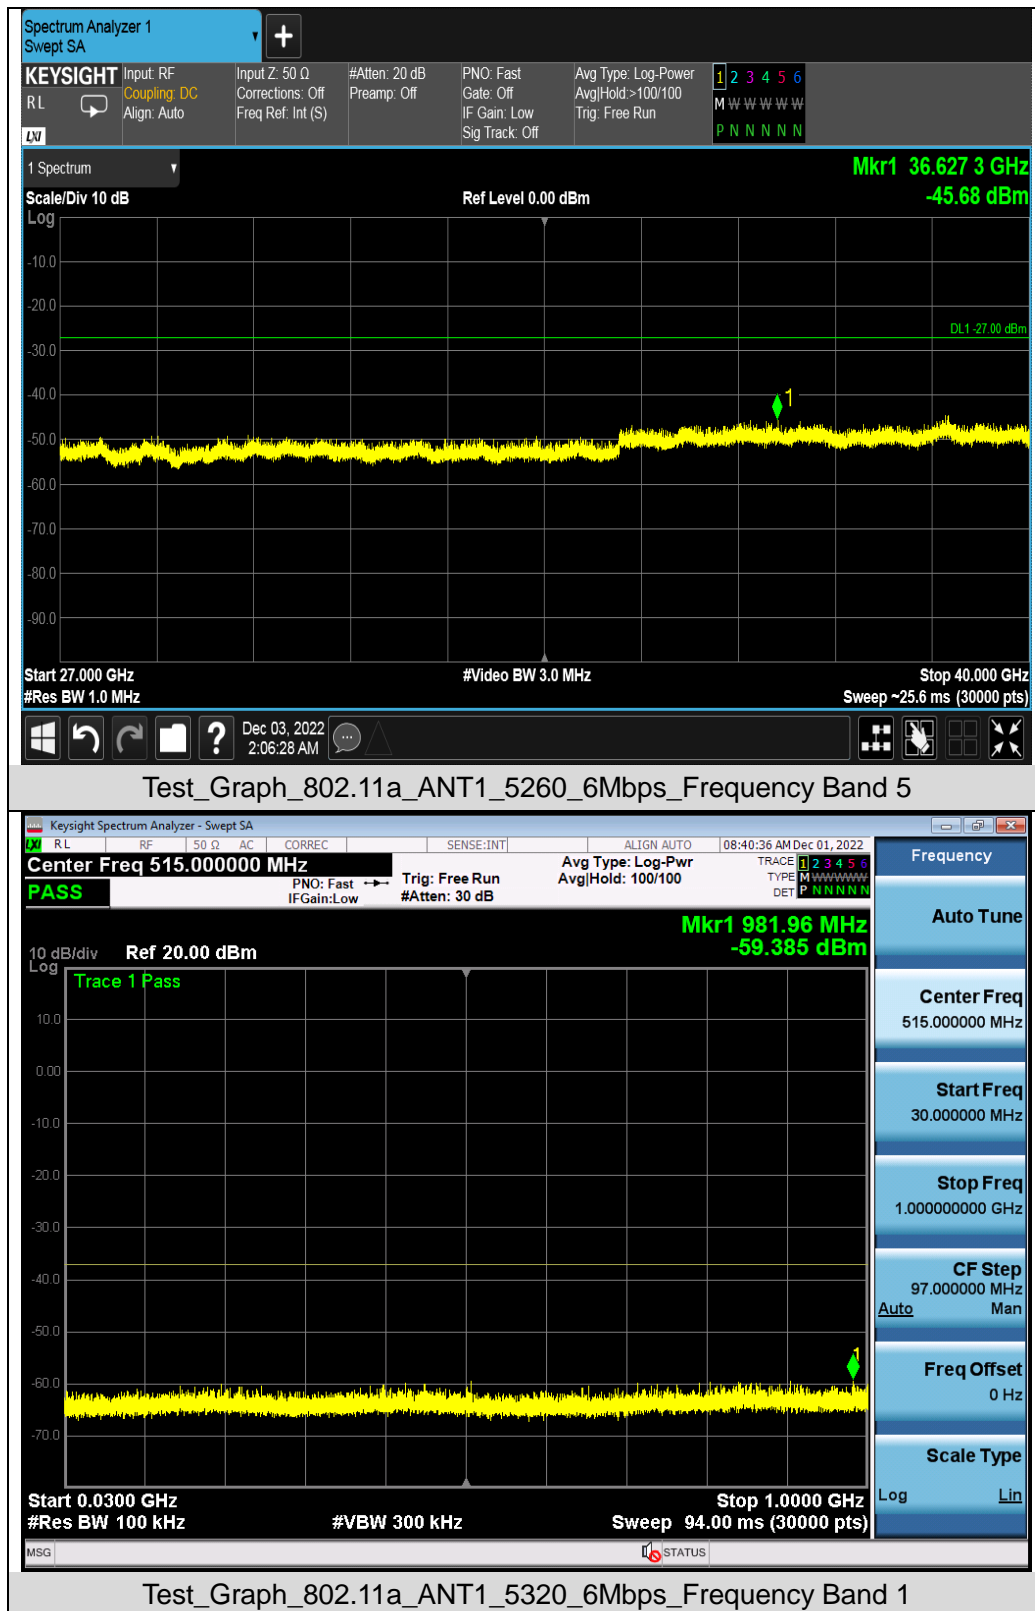 Spectrum Analyzer 1
Swept SA
+
KEYSIGHT Input: RF Input Z: 50 Ω #Atten: 20 dB PNO: Fast Avg Type: Log-Power 1 2 3 4 5 6
RL Coupling: DC Corrections: Off Preamp: Off Gate: Off Avg|Hold:>100/100 M W W W W W
Align: Auto Freq Ref: Int (S) IF Gain: Low Trig: Free Run
LXI Sig Track: Off P N N N N N
1 Spectrum Mkr1 36.627 3 GHz
Scale/Div 10 dB Ref Level 0.00 dBm -45.68 dBm
Log
-10.0
-20.0
DL1 -27.00 dBm
-30.0
-40.0
1
-50.0
-60.0
-70.0
-80.0
-90.0
Start 27.000 GHz #Video BW 3.0 MHz Stop 40.000 GHz
#Res BW 1.0 MHz Sweep ~25.6 ms (30000 pts)
? Dec 03, 2022
2:06:28 AM
Test_Graph_802.11a_ANT1_5260_6Mbps_Frequency Band 5
Keysight Spectrum Analyzer - Swept SA
LXI RL RF 50 Ω AC CORREC SENSE:INT ALIGN AUTO 08:40:36 AM Dec 01, 2022
Center Freq 515.000000 MHz Avg Type: Log-Pwr TRACE 1 2 3 4 5 6
PASS PNO: Fast Trig: Free Run Avg|Hold: 100/100 TYPE M W W W W W
IFGain:Low #Atten: 30 dB DET P N N N N N
Mkr1 981.96 MHz
10 dB/div Ref 20.00 dBm -59.385 dBm
Log
Trace 1 Pass
10.0
0.00
-10.0
-20.0
-30.0
-40.0
-50.0
1
-60.0
-70.0
Start 0.0300 GHz Stop 1.0000 GHz
#Res BW 100 kHz #VBW 300 kHz Sweep 94.00 ms (30000 pts)
MSG STATUS
Frequency
Auto Tune
Center Freq
515.000000 MHz
Start Freq
30.000000 MHz
Stop Freq
1.000000000 GHz
CF Step
97.000000 MHz
Auto Man
Freq Offset
0 Hz
Scale Type
Log Lin
Test_Graph_802.11a_ANT1_5320_6Mbps_Frequency Band 1